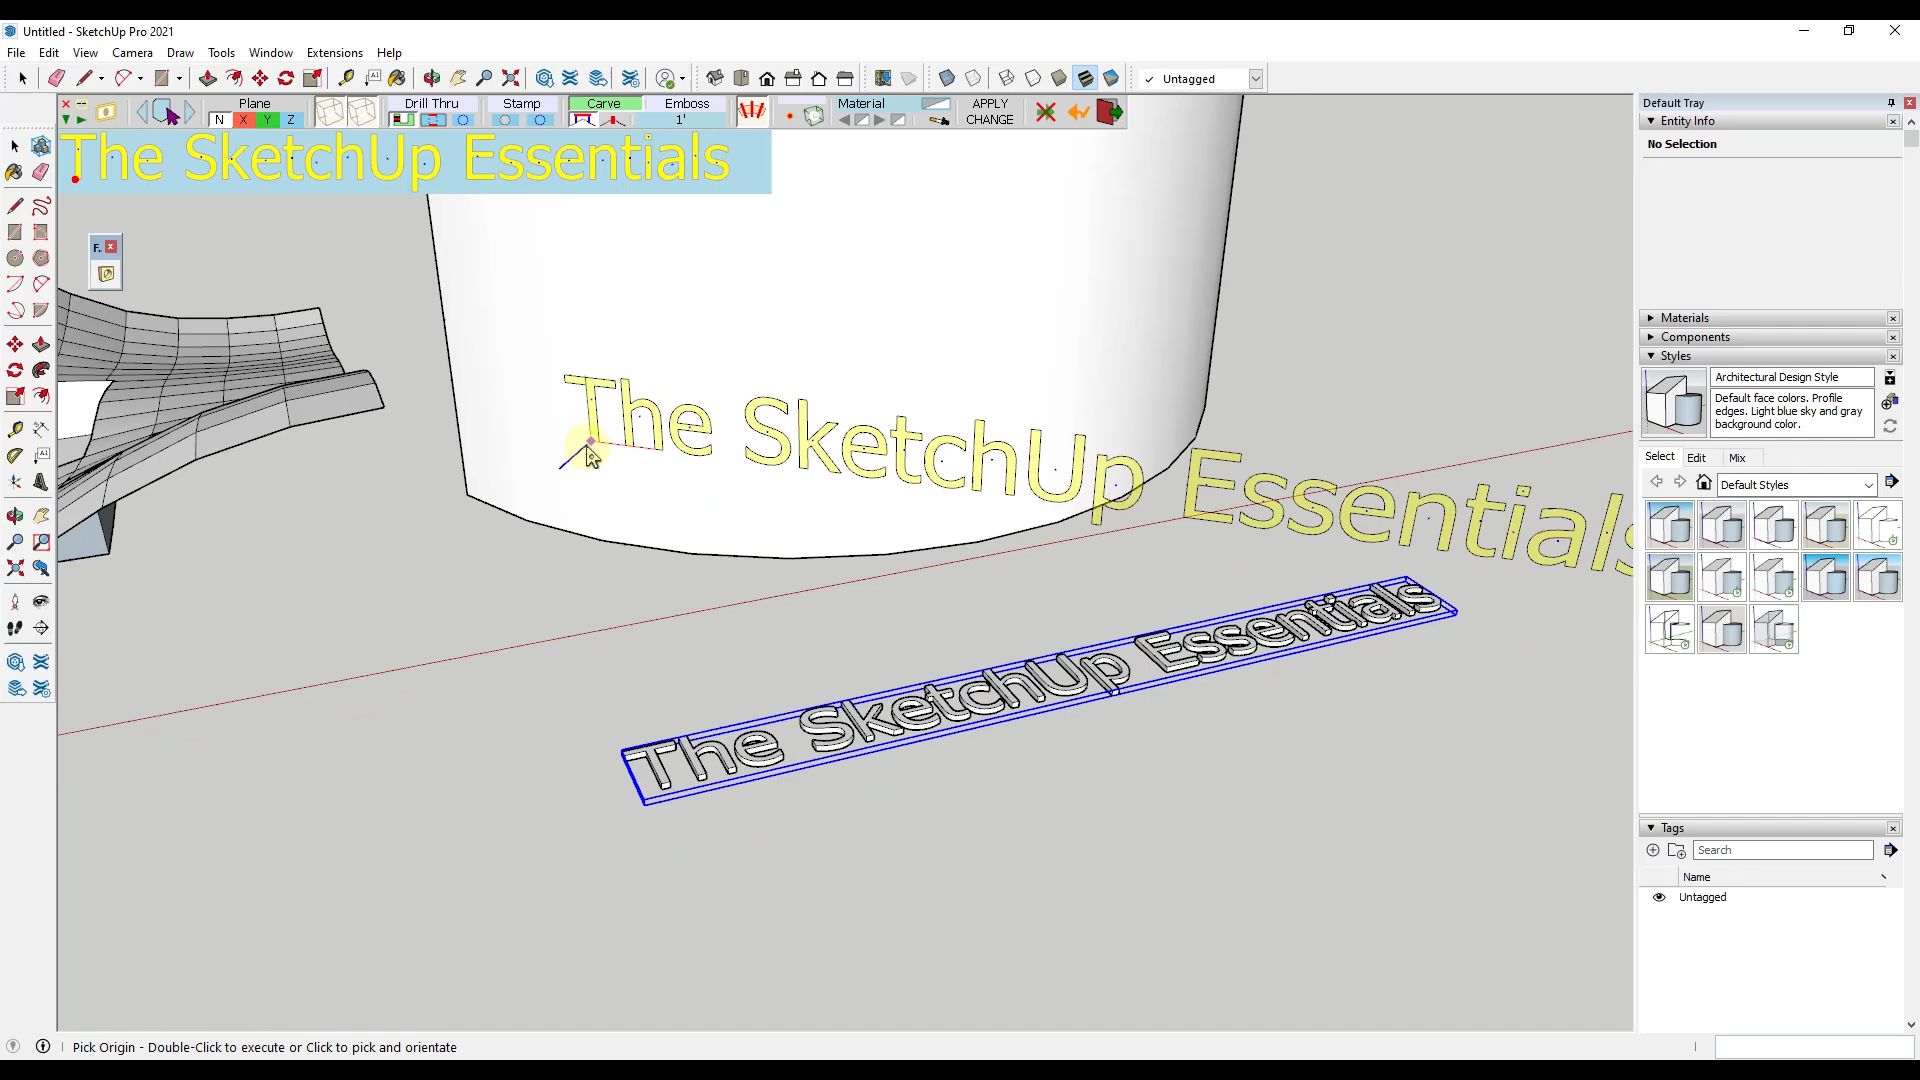 Untitled - SketchUp Pro 2021
File Edit View Camera Draw Tools Window Extensions Help
Untagged
Plane Drill Thru Stamp Carve Emboss Material APPLY
N X Y Z 1' CHANGE
The SketchUp Essentials
F.
The SketchUp Essentials
The SketchUp Essentials
Default Tray
Entity Info
No Selection
Materials
Components
Styles
Architectural Design Style
Default face colors. Profile
edges. Light blue sky and gray
background color.
Select Edit Mix
Default Styles
Tags
Search
Name
Untagged
Pick Origin - Double-Click to execute or Click to pick and orientate